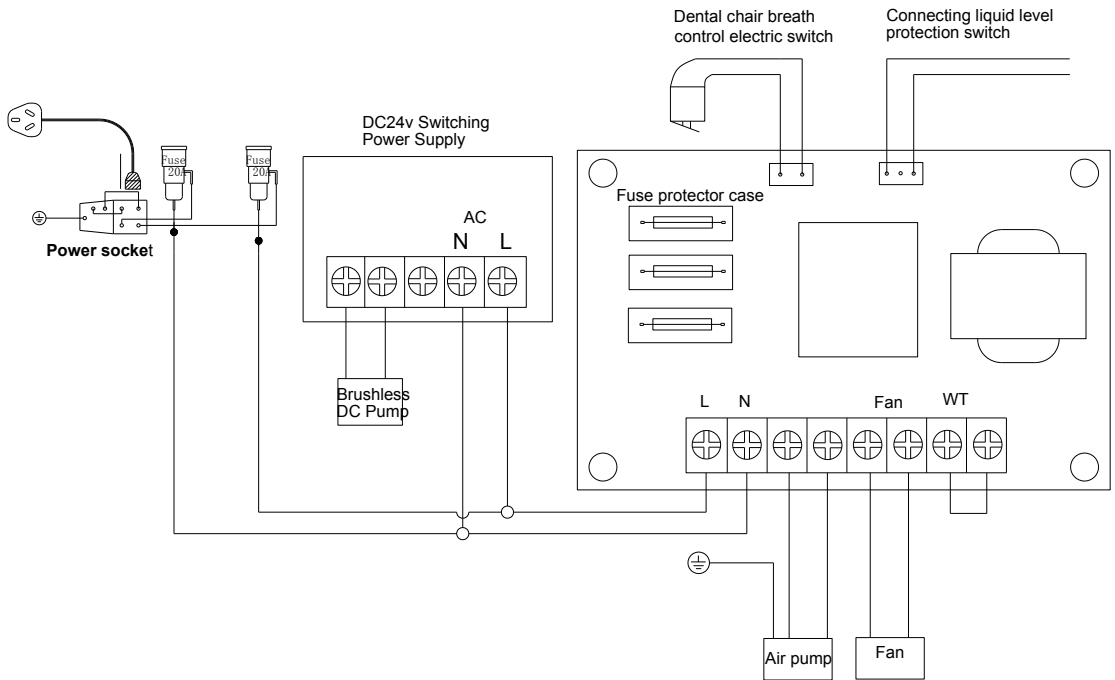 Dental chair breath
control electric switch
Connecting liquid level
protection switch
DC24v Switching
Power Supply
Fuse
20A
Fuse
20A
Fuse protector case
AC
N L
Power socket
Brushless
DC Pump
L N Fan WT
Air pump
Fan